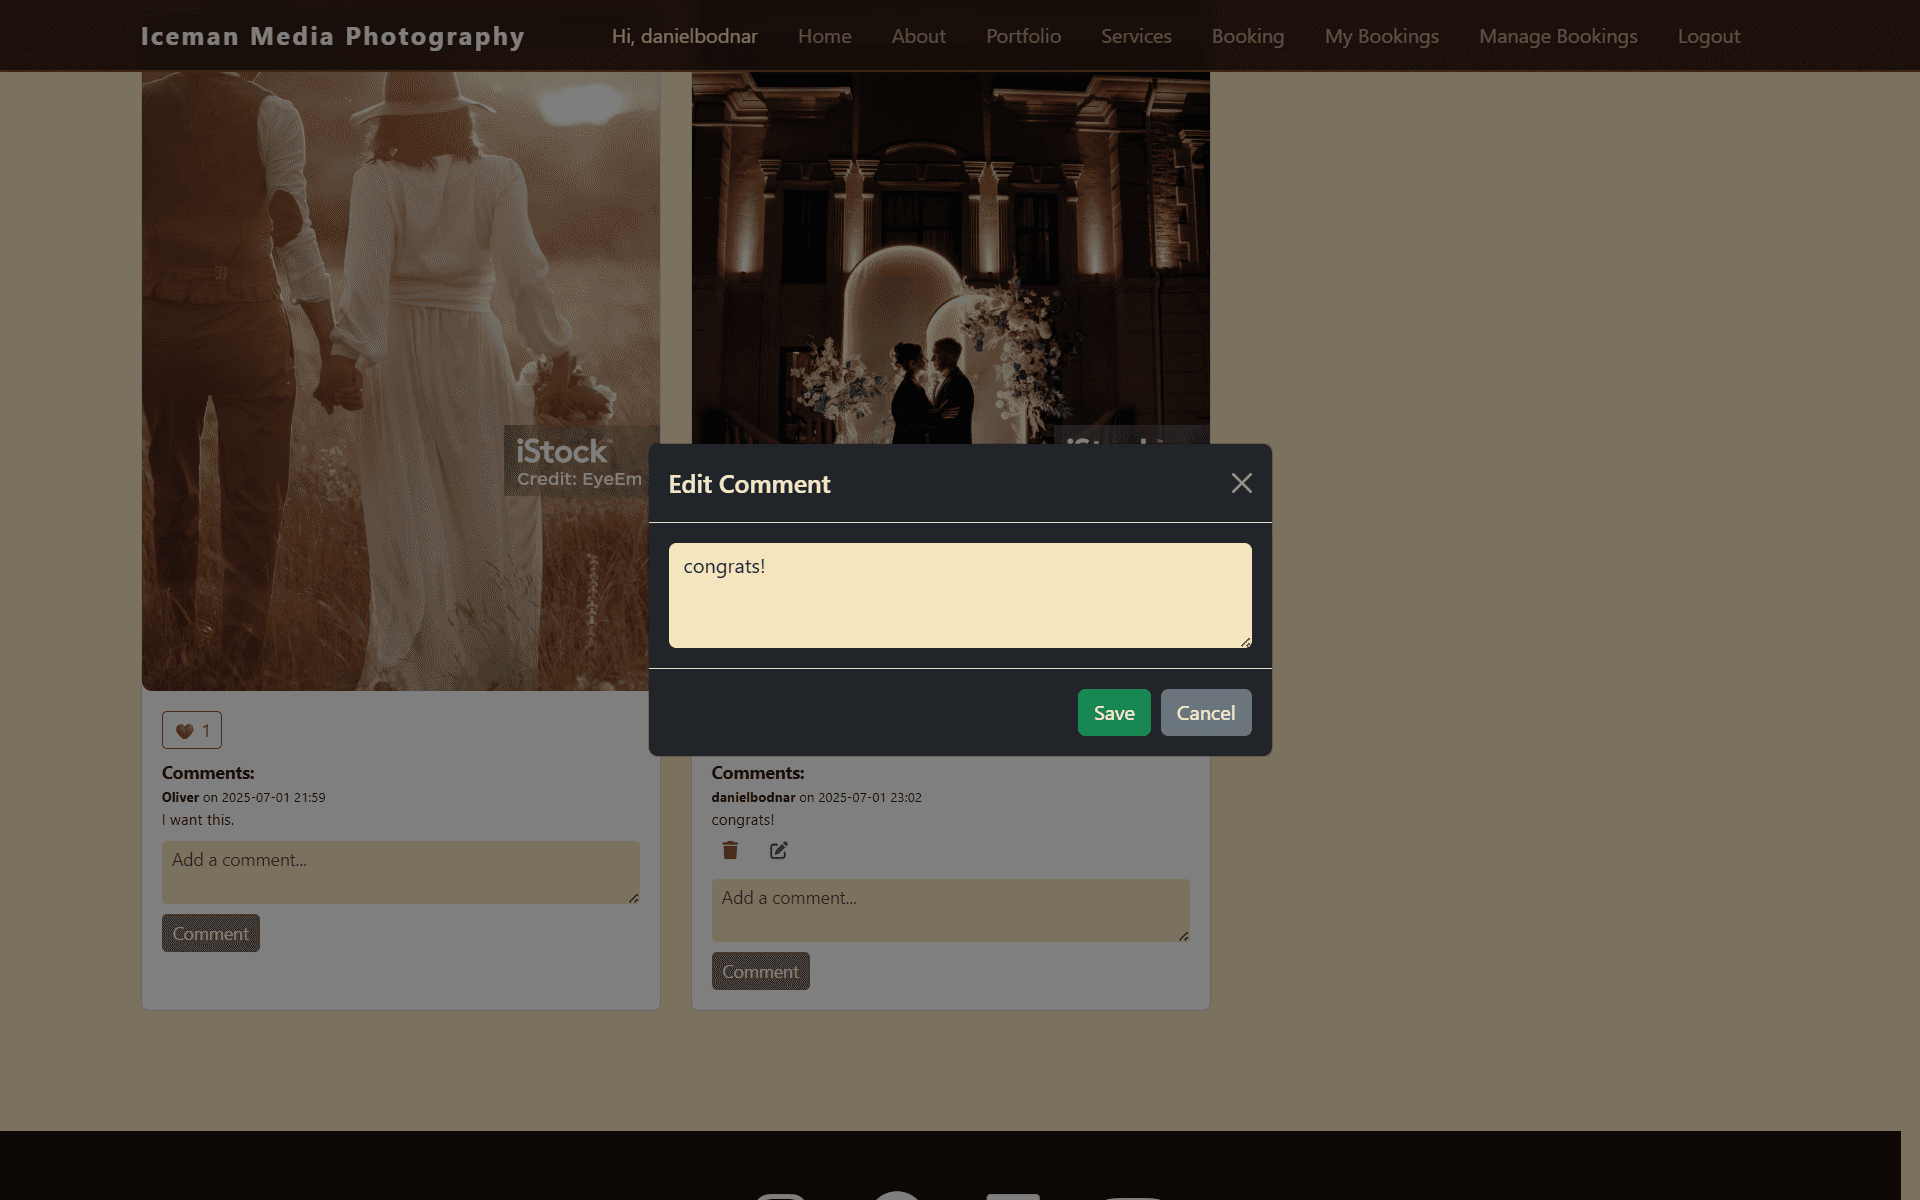 Iceman Media Photography
Hi, danielbodnar
Home
About
Portfolio
Services
Booking
My Bookings
Manage Bookings
Logout
iStock
Credit: EyeEm
Edit Comment
congrats!
Save
Cancel
1
Comments:
Oliver on 2025-07-01 21:59
I want this.
Add a comment...
Comment
Comments:
danielbodnar on 2025-07-01 23:02
congrats!
Add a comment...
Comment